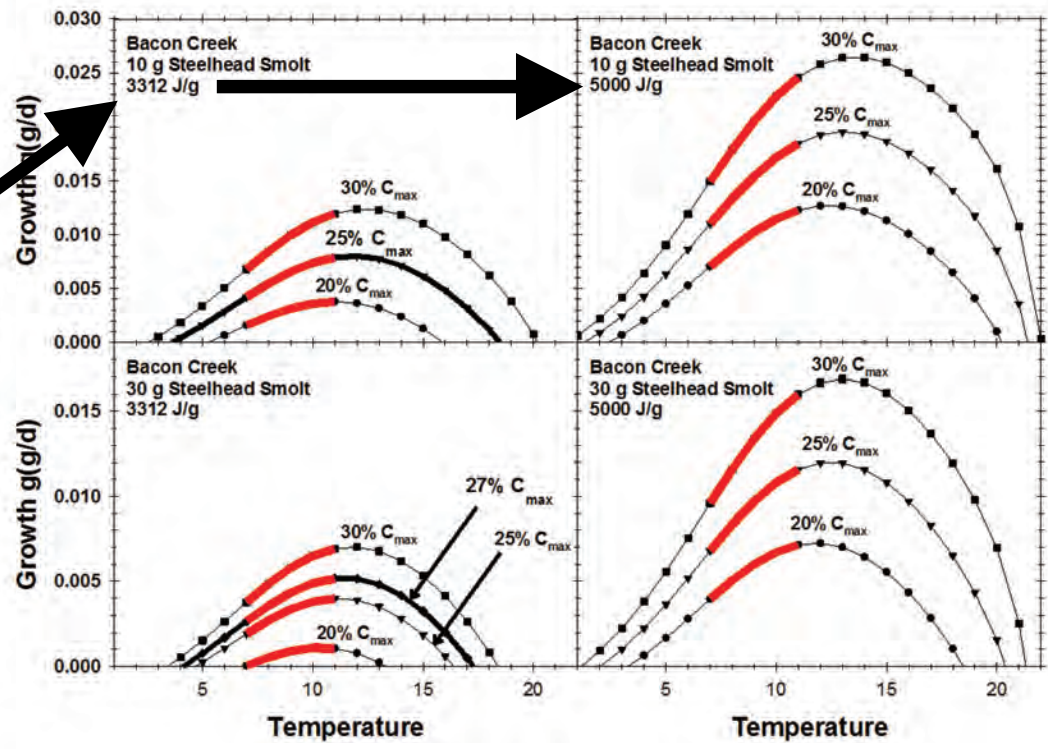 Growth g(g/d)
0.030
0.025
0.020
0.015
0.010
0.005
0.000
Bacon Creek
10 g Steelhead Smolt
3312 J/g
30% Cmax
25% Cmax
20% Cmax
Bacon Creek
10 g Steelhead Smolt
5000 J/g
30% Cmax
25% Cmax
20% Cmax
Growth g(g/d)
0.015
0.010
0.005
0.000
Bacon Creek
30 g Steelhead Smolt
3312 J/g
27% Cmax
30% Cmax
25% Cmax
20% Cmax
Bacon Creek
30 g Steelhead Smolt
5000 J/g
30% Cmax
25% Cmax
20% Cmax
5 10 15 20
5 10 15 20
Temperature
Temperature